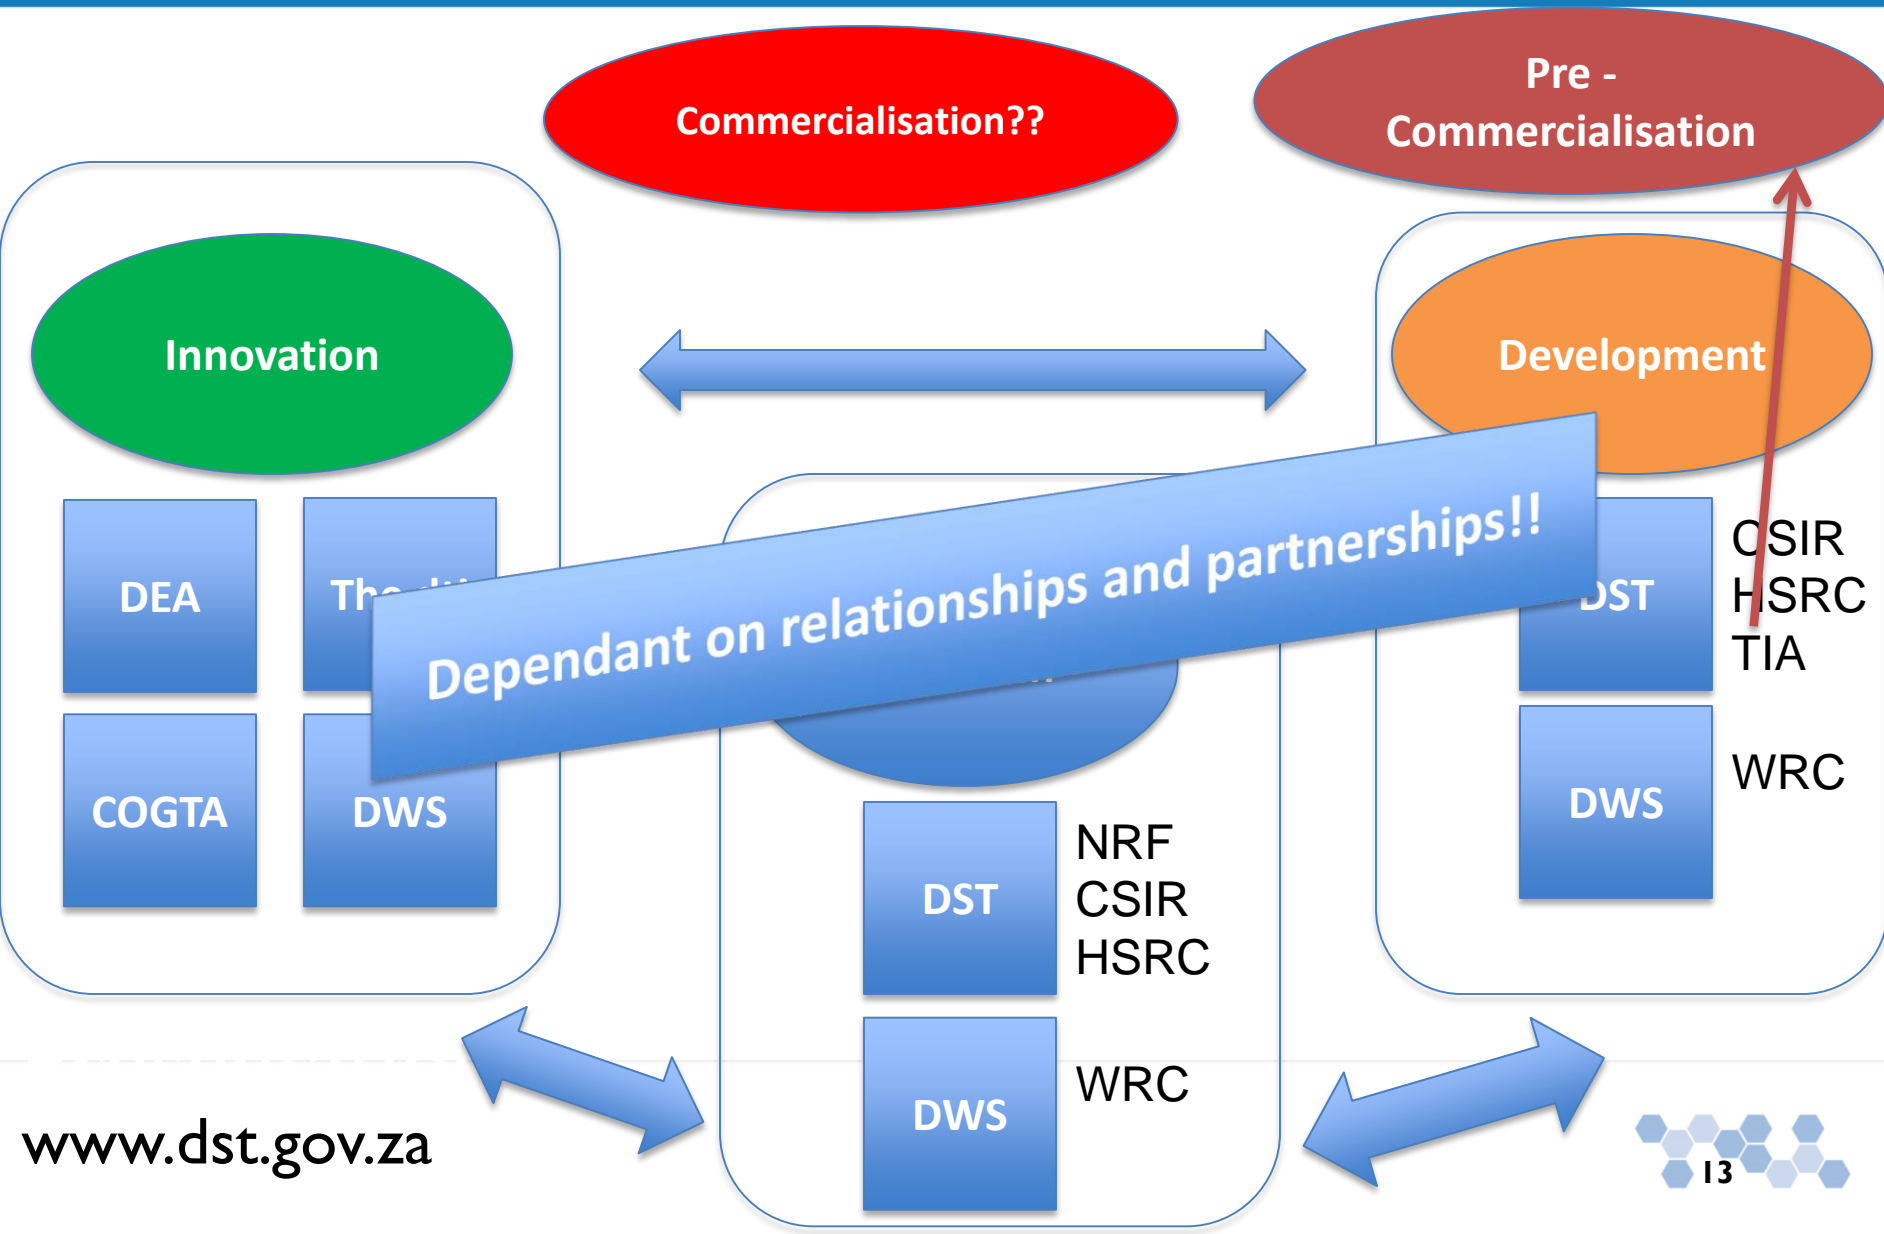 Commercialisation??
Pre -
Commercialisation
Innovation
Development
DEA
COGTA
DWS
Dependant on relationships and partnerships!!
DST
NRF
CSIR
HSRC
DWS
WRC
DST
CSIR
HSRC
TIA
DWS
WRC
www.dst.gov.za
13